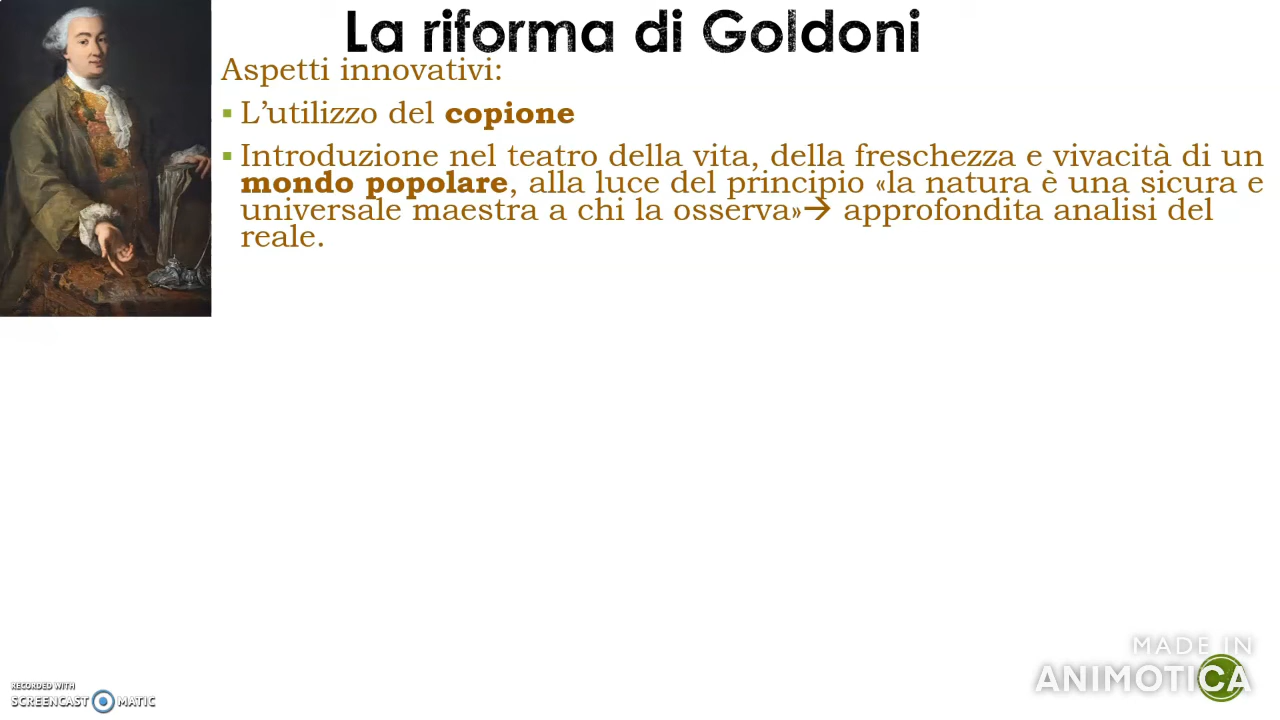 La riforma di Goldoni
Aspetti innovativi:
▪ L’utilizzo del copione
▪ Introduzione nel teatro della vita, della freschezza e vivacità di un
mondo popolare, alla luce del principio «la natura è una sicura e
universale maestra a chi la osserva»→ approfondita analisi del
reale.
MADE IN
ANIMOTICA
RECORDED WITH
SCREENCAST MATIC